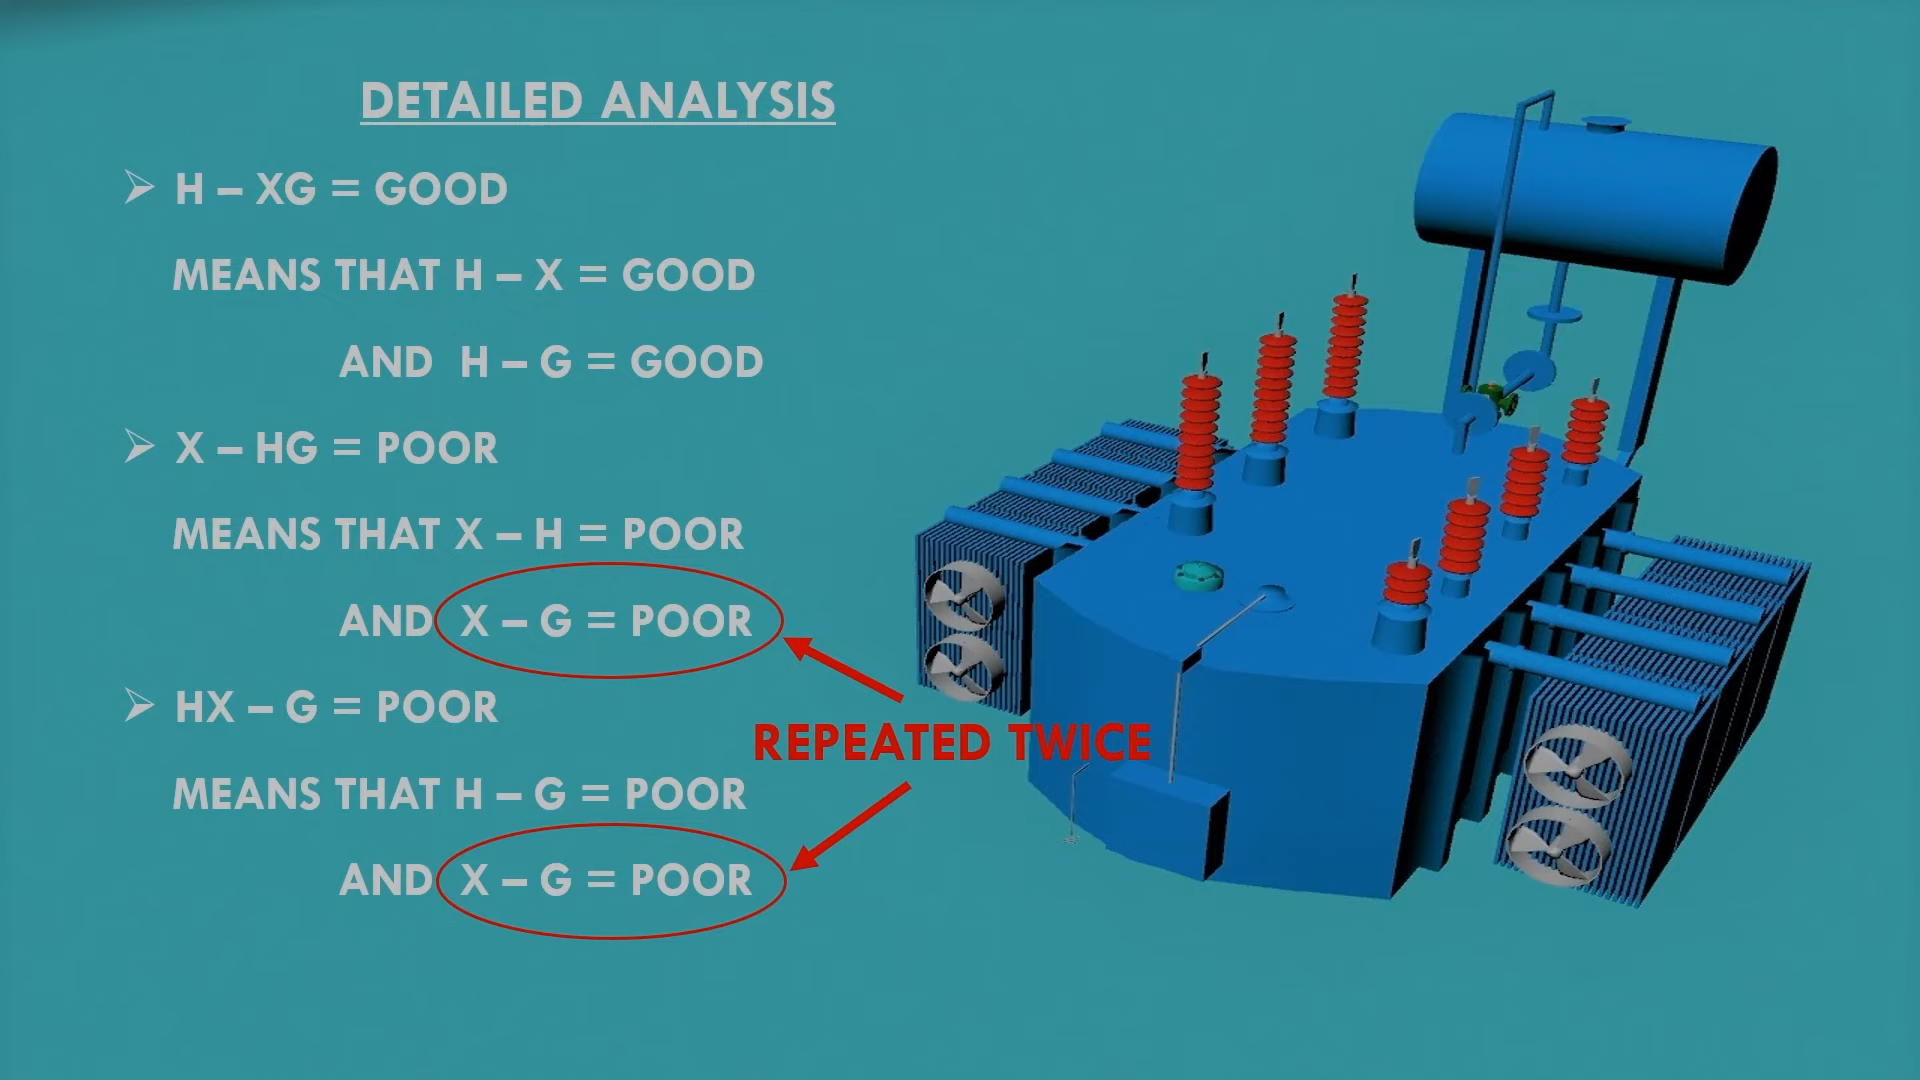 DETAILED ANALYSIS
➢ H – XG = GOOD
MEANS THAT H – X = GOOD
AND H – G = GOOD
➢ X – HG = POOR
MEANS THAT X – H = POOR
AND X – G = POOR
➢ HX – G = POOR
REPEATED TWICE
MEANS THAT H – G = POOR
AND X – G = POOR